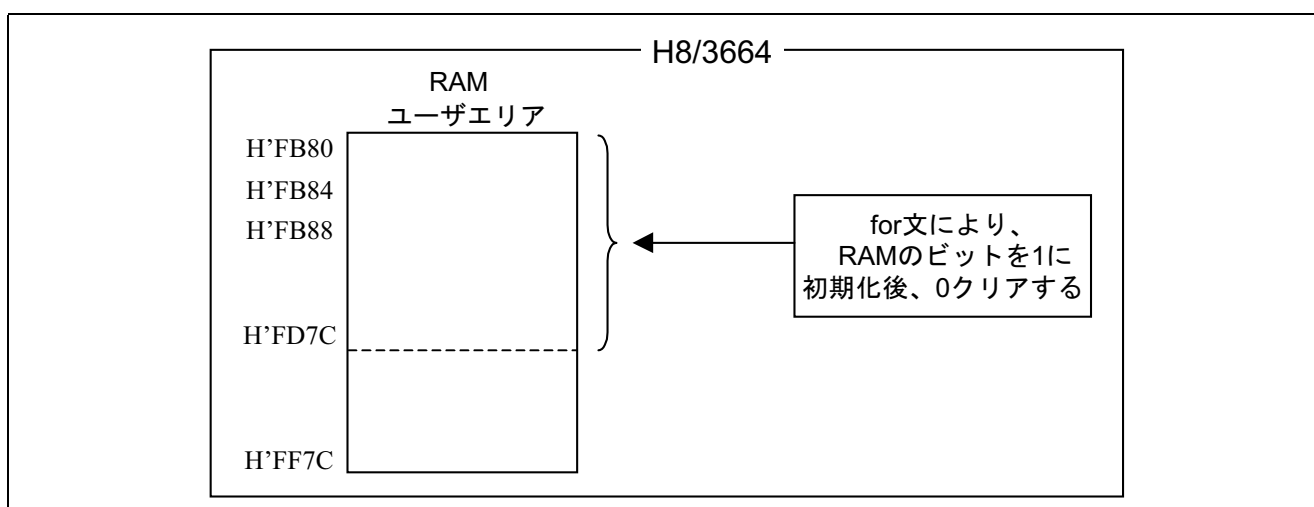 H8/3664
RAM
ユーザエリア
H'FB80
H'FB84
H'FB88
H'FD7C
H'FF7C
for文により、
RAMのビットを1に
初期化後、0クリアする